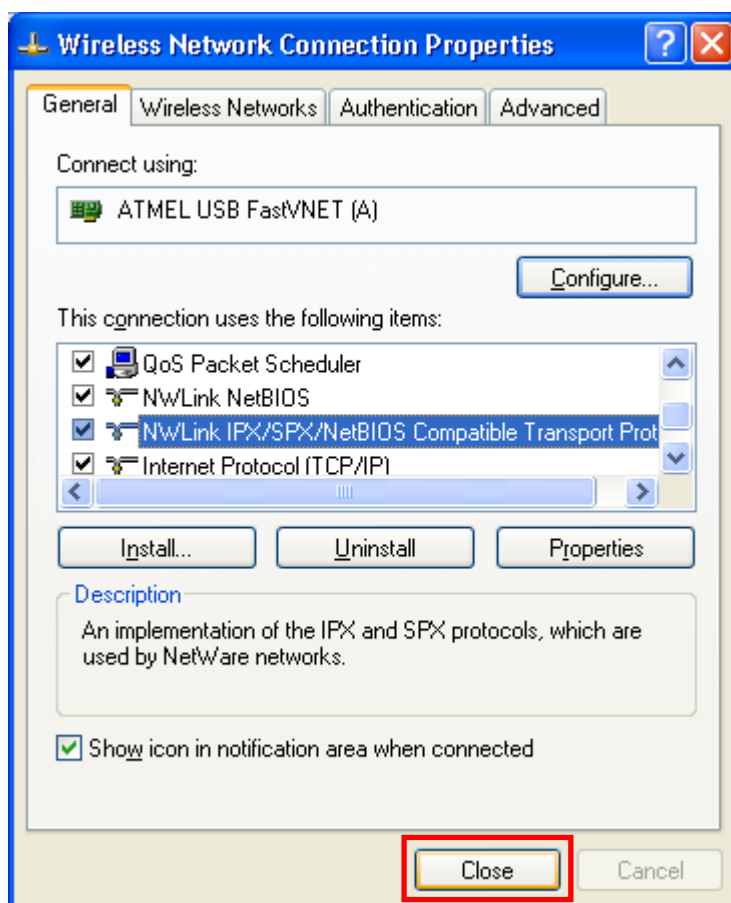 Wireless Network Connection Properties
General Wireless Networks Authentication Advanced
Connect using:
ATMEL USB FastVNET (A)
Configure...
This connection uses the following items:
QoS Packet Scheduler
NWLink NetBIOS
NWLink IPX/SPX/NetBIOS Compatible Transport Prot
Internet Protocol (TCP/IP)
Install... Uninstall Properties
Description
An implementation of the IPX and SPX protocols, which are
used by NetWare networks.
Show icon in notification area when connected
Close Cancel